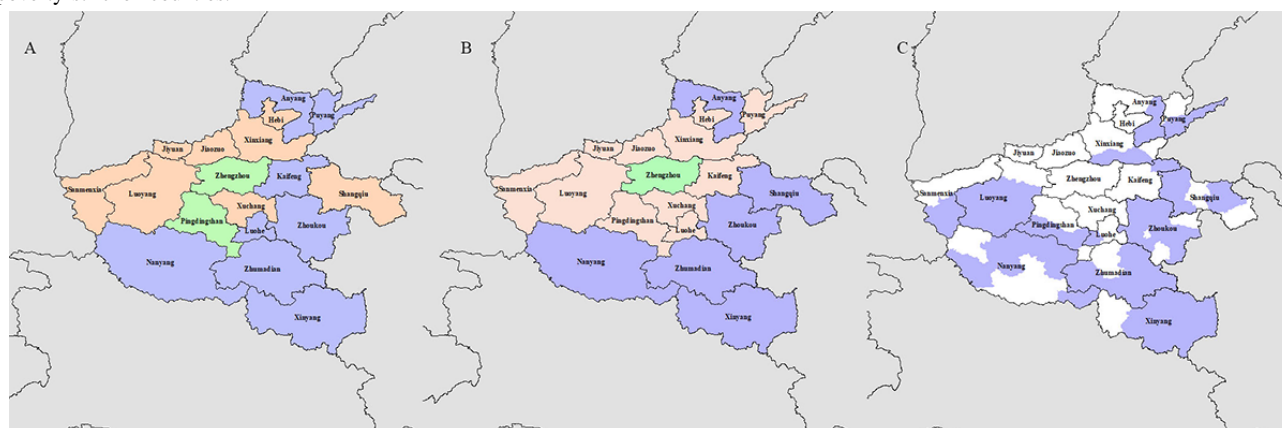 A
Anyang
Puyang
Hebi
Xinxiang
Jiyuan
Jiaozuo
Zhengzhou
Kaifeng
Sanmenxia
Luoyang
Shangqiu
Xuchang
Pingdingshan
Luohe
Zhoukou
Nanyang
Zhumadian
Xinyang
B
Anyang
Puyang
Hebi
Xinxiang
Jiyuan
Jiaozuo
Zhengzhou
Kaifeng
Sanmenxia
Luoyang
Shangqiu
Xuchang
Pingdingshan
Luohe
Zhoukou
Nanyang
Zhumadian
Xinyang
C
Anyang
Puyang
Hebi
Xinxiang
Jiyuan
Jiaozuo
Zhengzhou
Kaifeng
Sanmenxia
Luoyang
Shangqiu
Xuchang
Pingdingshan
Luohe
Zhoukou
Nanyang
Zhumadian
Xinyang